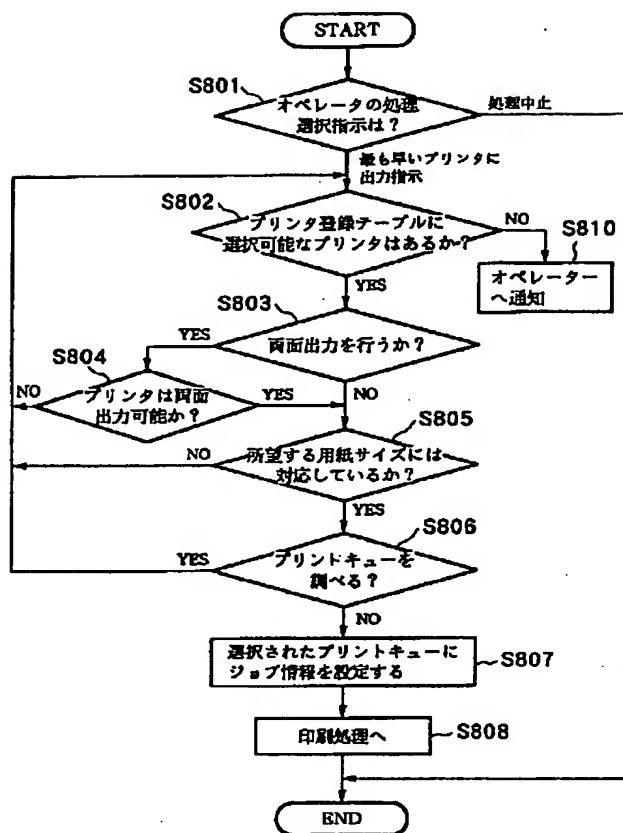 START
S801
オペレータの処理
選択指示は？
処理中止
最も早いプリンタに
出力指示
S802
プリンタ登録テーブルに
選択可能なプリンタはあるか？
NO
S810
オペレーター
へ通知
YES
S803
両面出力を行うか？
YES
S804
プリンタは両面
出力可能か？
NO
YES
NO
S805
所望する用紙サイズには
対応しているか？
NO
YES
S806
プリントキューを
調べる？
YES
NO
選択されたプリントキューに
ジョブ情報を設定する
S807
印刷処理へ
S808
END